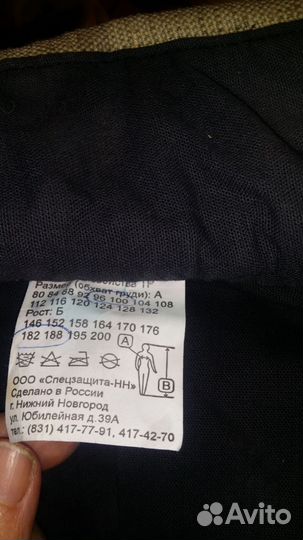 ТР
Размер (обхват груди): А
80 84 88 92 96 100 104 108
112 116 120 124 128 132
Рост: Б
146 152 158 164 170 176
182 188 195 200
А
В
ООО «Спецзащита-НН»
Сделано в России
г. Нижний Новгород
ул. Юбилейная д.39А
тел.: (831) 417-77-91, 417-42-70
Avito